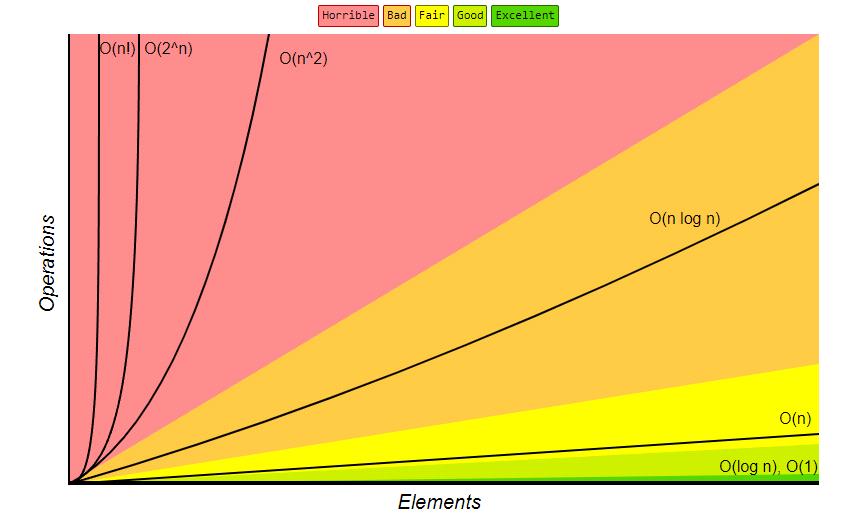 Horrible Bad Fair Good Excellent
O(n!) O(2^n)
O(n^2)
O(n log n)
O(n)
O(log n), O(1)
Operations
Elements